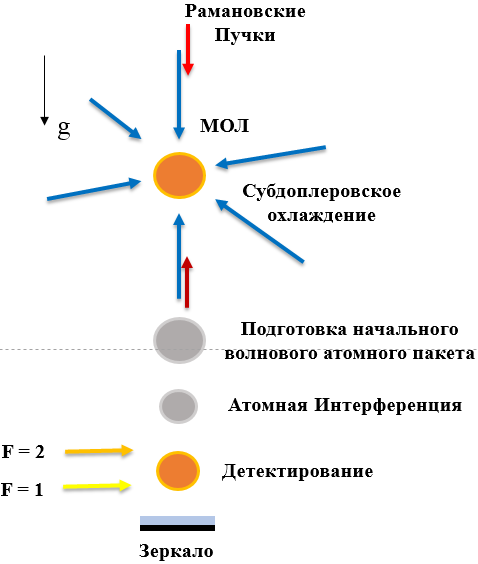 Рамановские
Пучки
g
МОЛ
Субдоплеровское
охлаждение
Подготовка начального
волнового атомного пакета
Атомная Интерференция
F = 2
Детектирование
F = 1
Зеркало